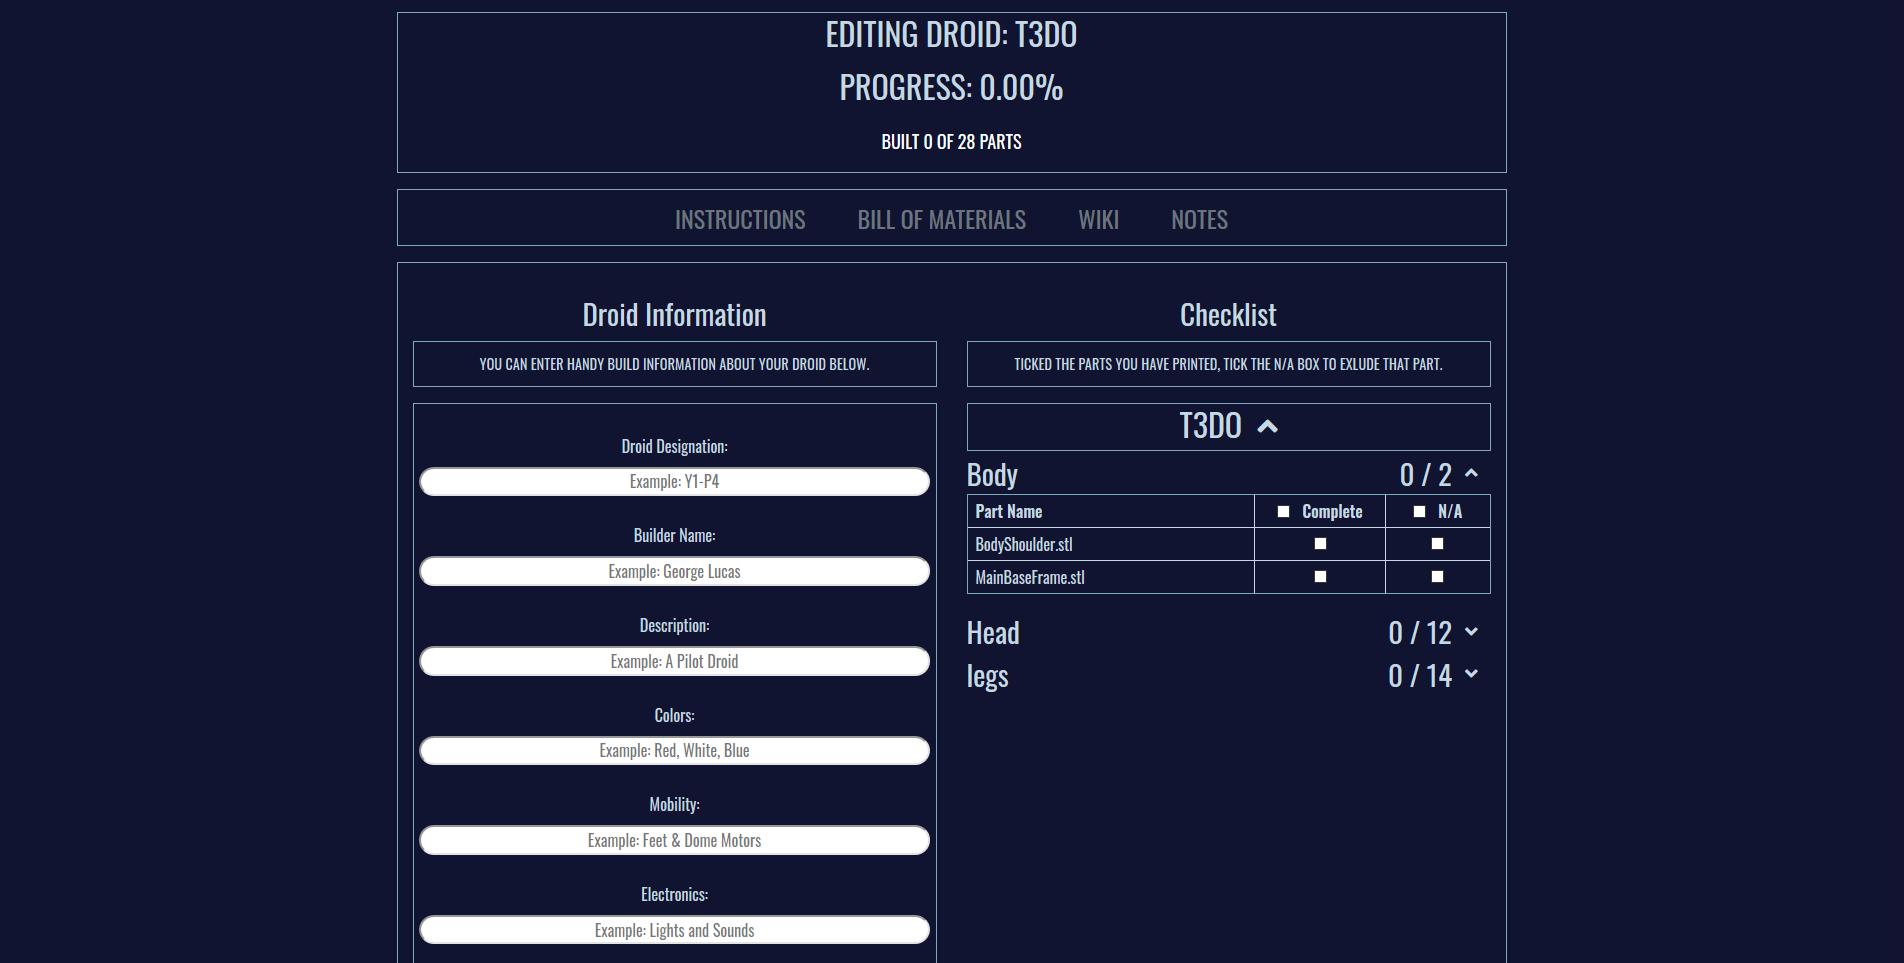 EDITING DROID: T3DO
PROGRESS: 0.00%
BUILT 0 OF 28 PARTS
INSTRUCTIONS BILL OF MATERIALS WIKI NOTES
Droid Information
YOU CAN ENTER HANDY BUILD INFORMATION ABOUT YOUR DROID BELOW.
Droid Designation:
Example: Y1-P4
Builder Name:
Example: George Lucas
Description:
Example: A Pilot Droid
Colors:
Example: Red, White, Blue
Mobility:
Example: Feet & Dome Motors
Electronics:
Example: Lights and Sounds
Checklist
TICKED THE PARTS YOU HAVE PRINTED, TICK THE N/A BOX TO EXLUDE THAT PART.
T3DO
Body 0 / 2
Part Name Complete N/A
BodyShoulder.stl
MainBaseFrame.stl
Head 0 / 12
legs 0 / 14